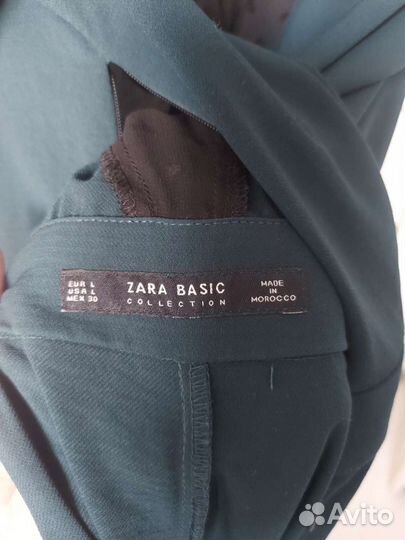 EUR L
USA L
MEX 30
ZARA BASIC
COLLECTION
MADE
IN
MOROCCO
Avito